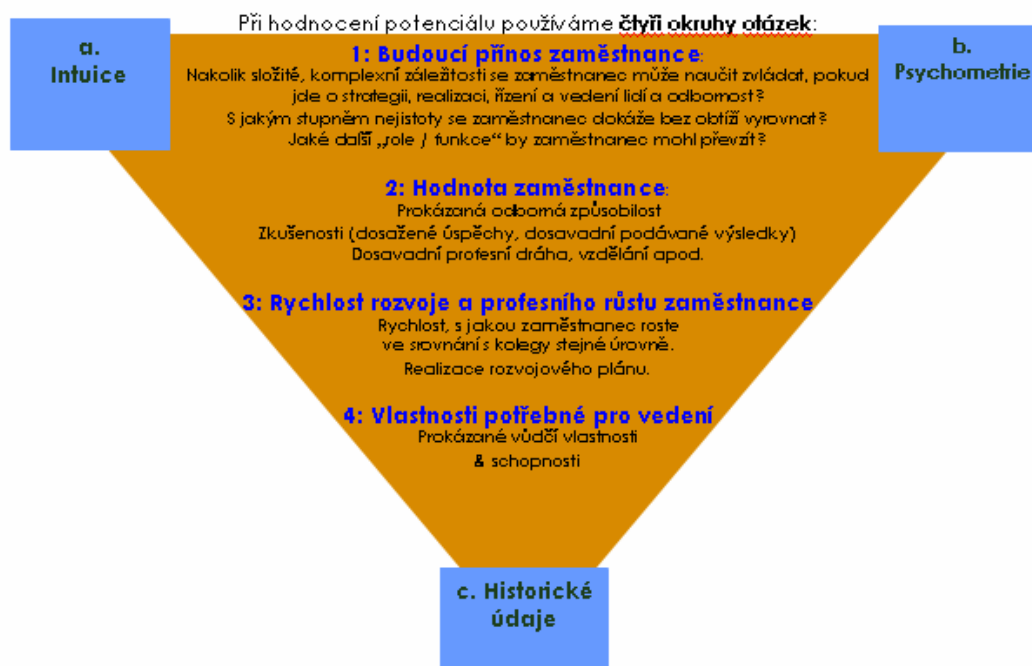 Při hodnocení potenciálu používáme čtyři okruhy otázek:
a.
Intuice
b.
Psychometrie
1: Budoucí přínos zaměstnance:
Nakolik složité, komplexní záležitosti se zaměstnanec může naučit zvládat, pokud
jde o strategii, realizaci, řízení a vedení lidí a odbornost?
S jakým stupněm nejistoty se zaměstnanec dokáže bez obtíží vyrovnat?
Jaké další „role / funkce“ by zaměstnanec mohl převzít?
2: Hodnota zaměstnance:
Prokázaná odborná způsobilost
Zkušenosti (dosažené úspěchy, dosavadní podávané výsledky)
Dosavadní profesní dráha, vzdělání apod.
3: Rychlost rozvoje a profesního růstu zaměstnance
Rychlost, s jakou zaměstnanec roste
ve srovnání s kolegy stejné úrovně.
Realizace rozvojového plánu.
4: Vlastnosti potřebné pro vedení
Prokázané vůdčí vlastnosti
& schopnosti
c. Historické
údaje